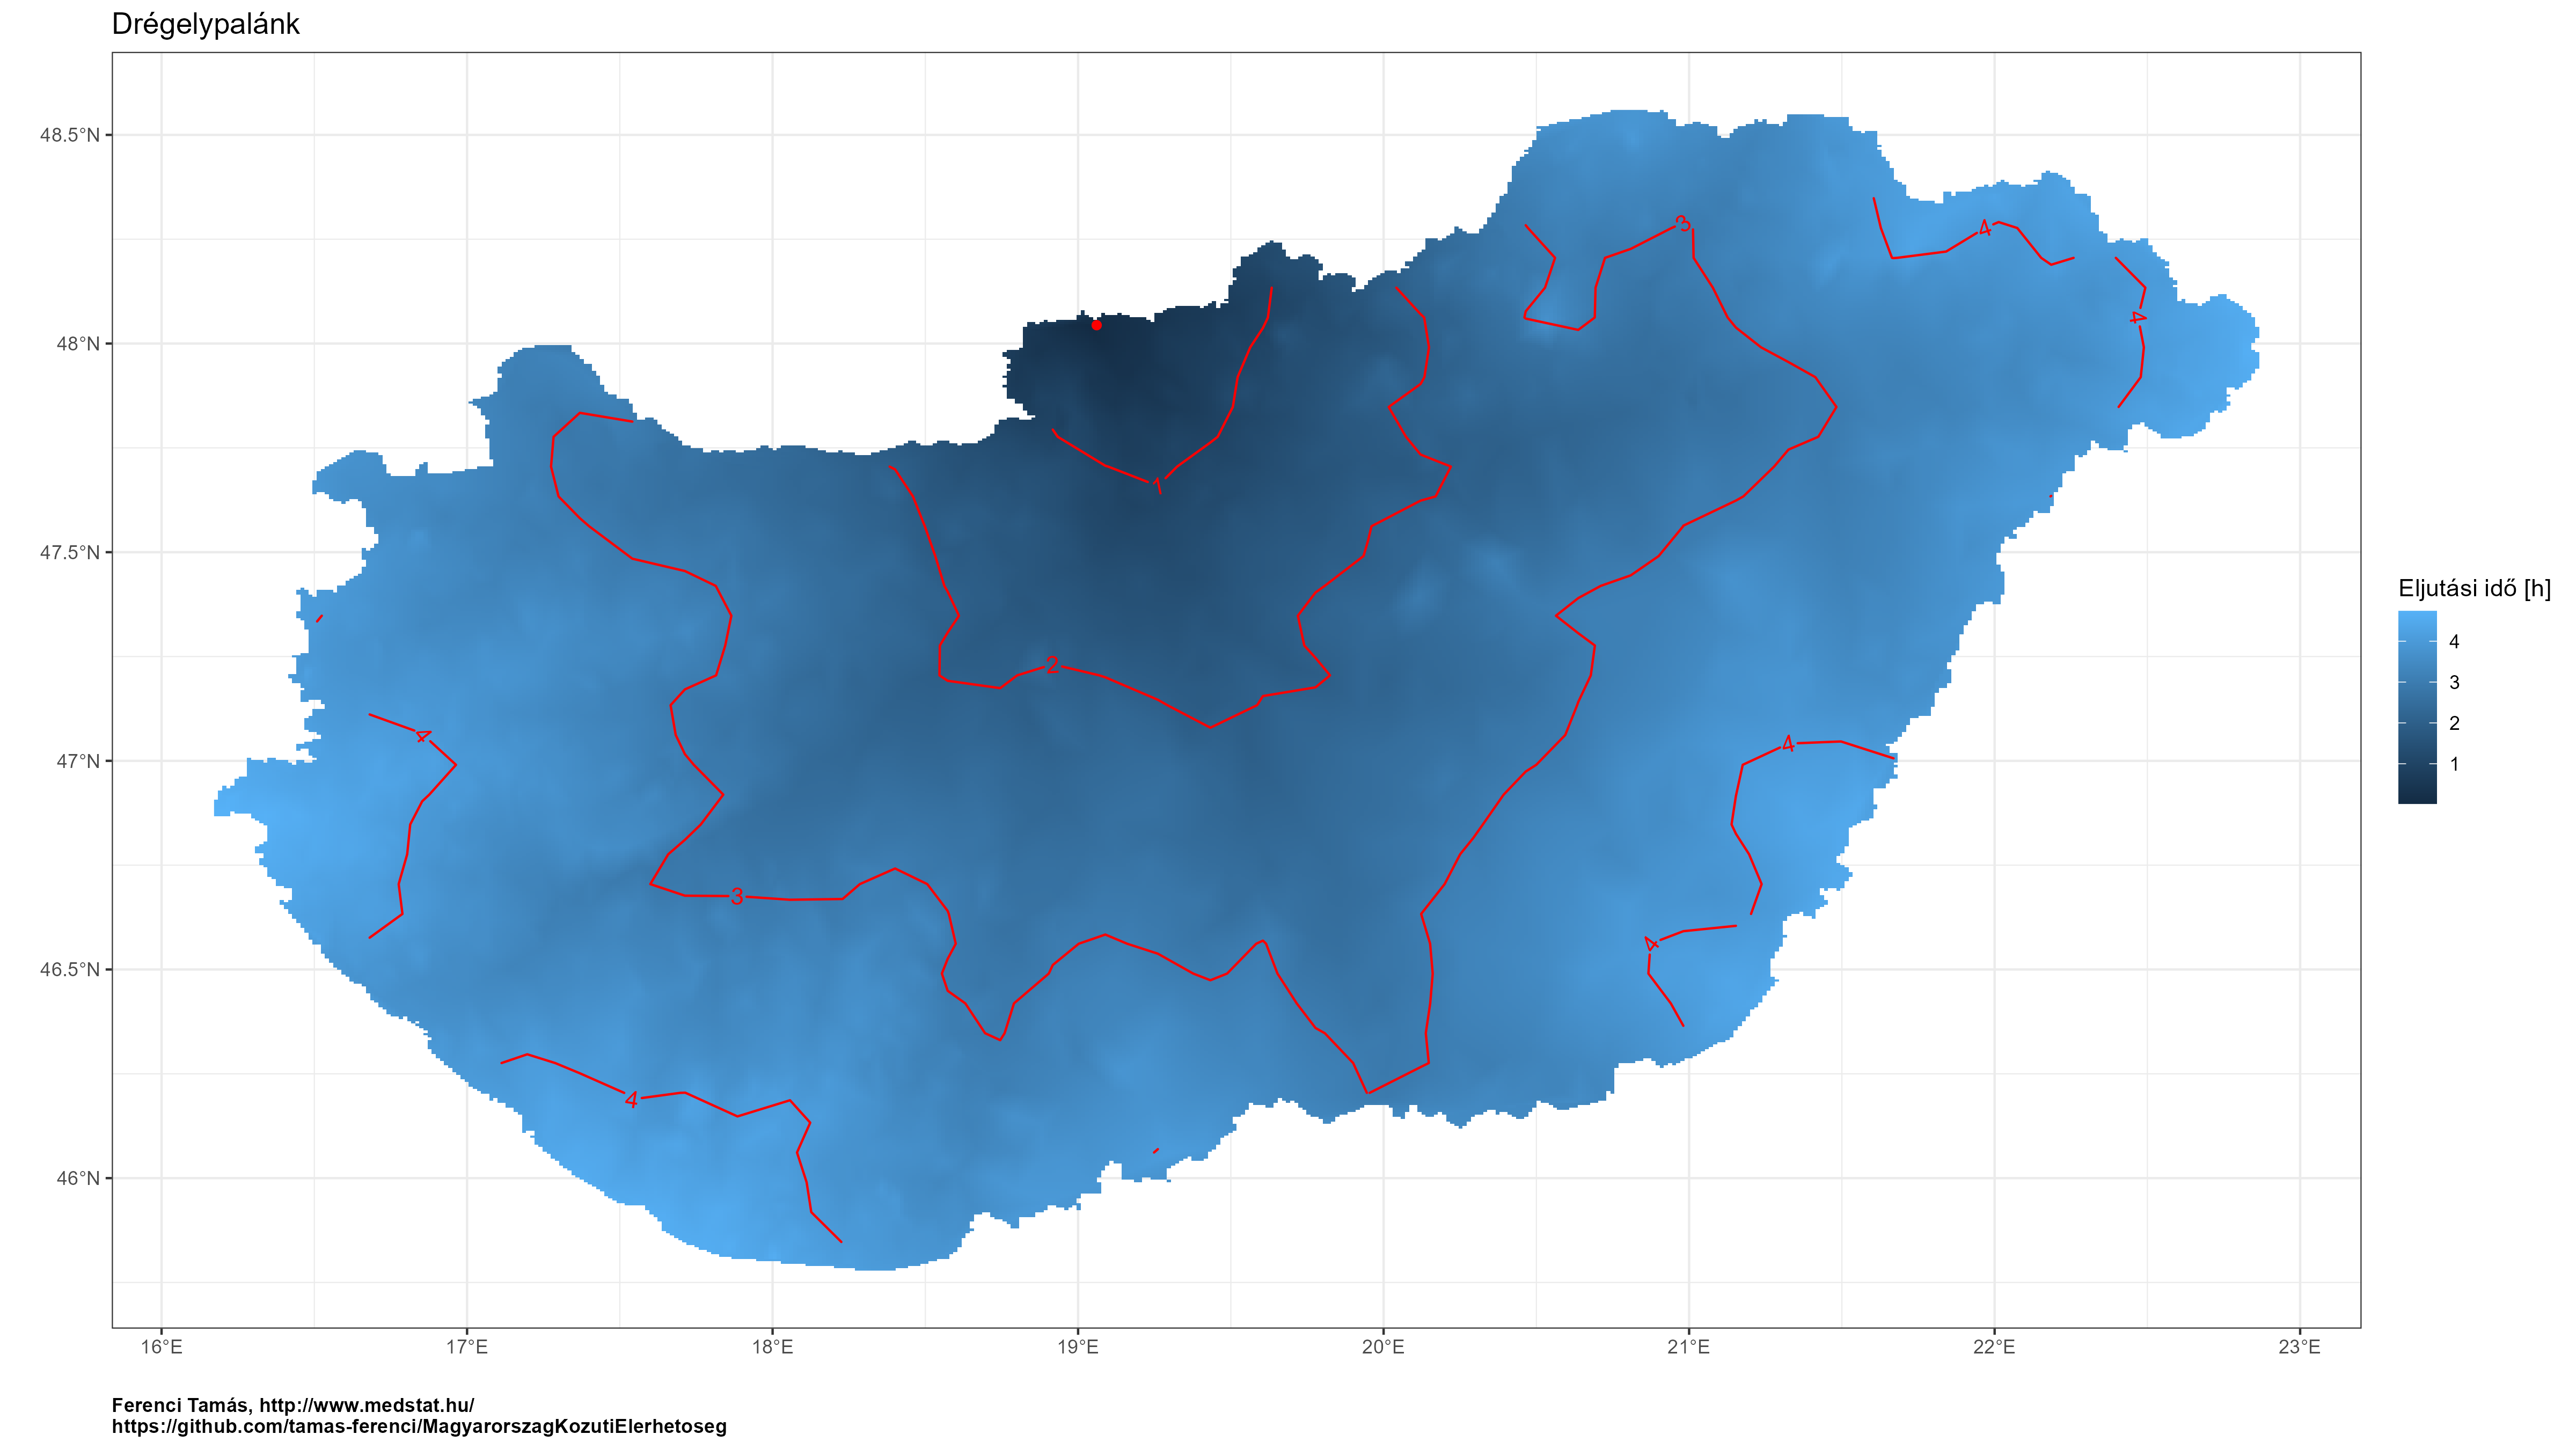 Drégelypalánk
48.5°N
48°N
47.5°N
47°N
46.5°N
46°N
16°E
17°E
18°E
19°E
20°E
21°E
22°E
23°E
3
4
4
1
2
4
4
3
4
4
Eljutási idő [h]
4
3
2
1
Ferenci Tamás, http://www.medstat.hu/
https://github.com/tamas-ferenci/MagyarorszagKozutiElerhetoseg